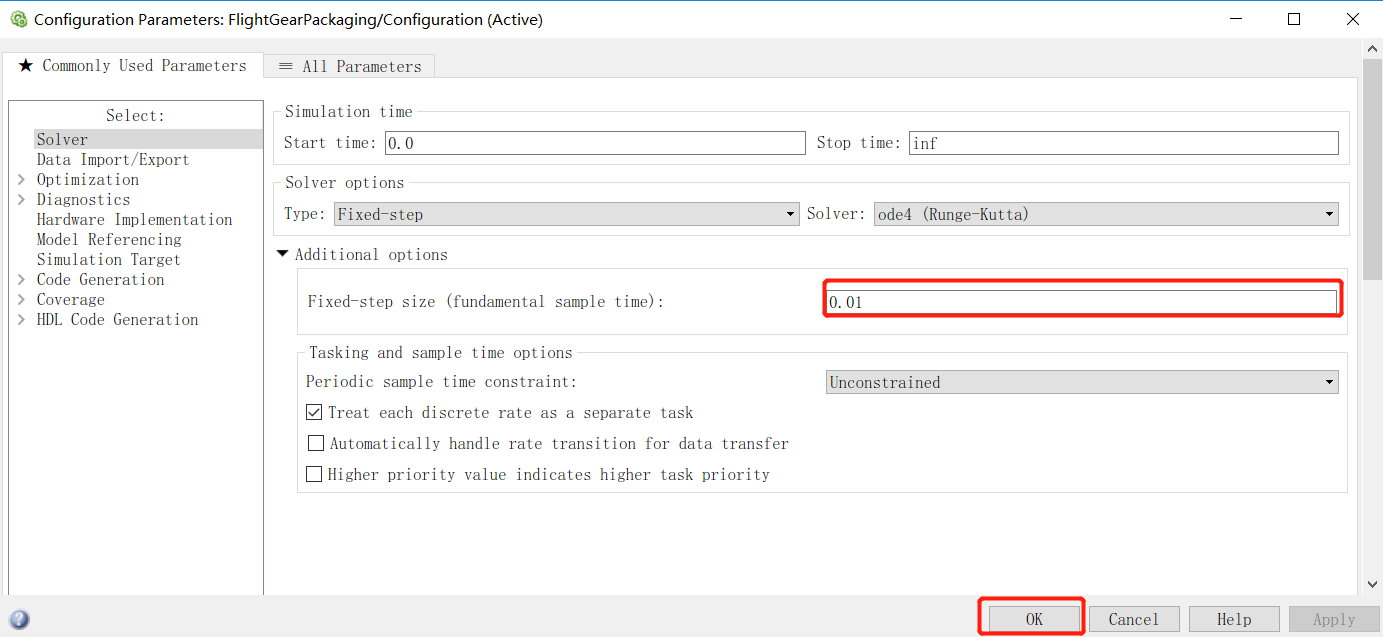 Configuration Parameters: FlightGearPackaging/Configuration (Active)
★ Commonly Used Parameters
All Parameters
Select:
Solver
Data Import/Export
Optimization
Diagnostics
Hardware Implementation
Model Referencing
Simulation Target
Code Generation
Coverage
HDL Code Generation
Simulation time
Start time: 0.0 Stop time: inf
Solver options
Type: Fixed-step Solver: ode4 (Runge-Kutta)
Additional options
Fixed-step size (fundamental sample time): 0.01
Tasking and sample time options
Periodic sample time constraint: Unconstrained
Treat each discrete rate as a separate task
Automatically handle rate transition for data transfer
Higher priority value indicates higher task priority
? OK Cancel Help Apply